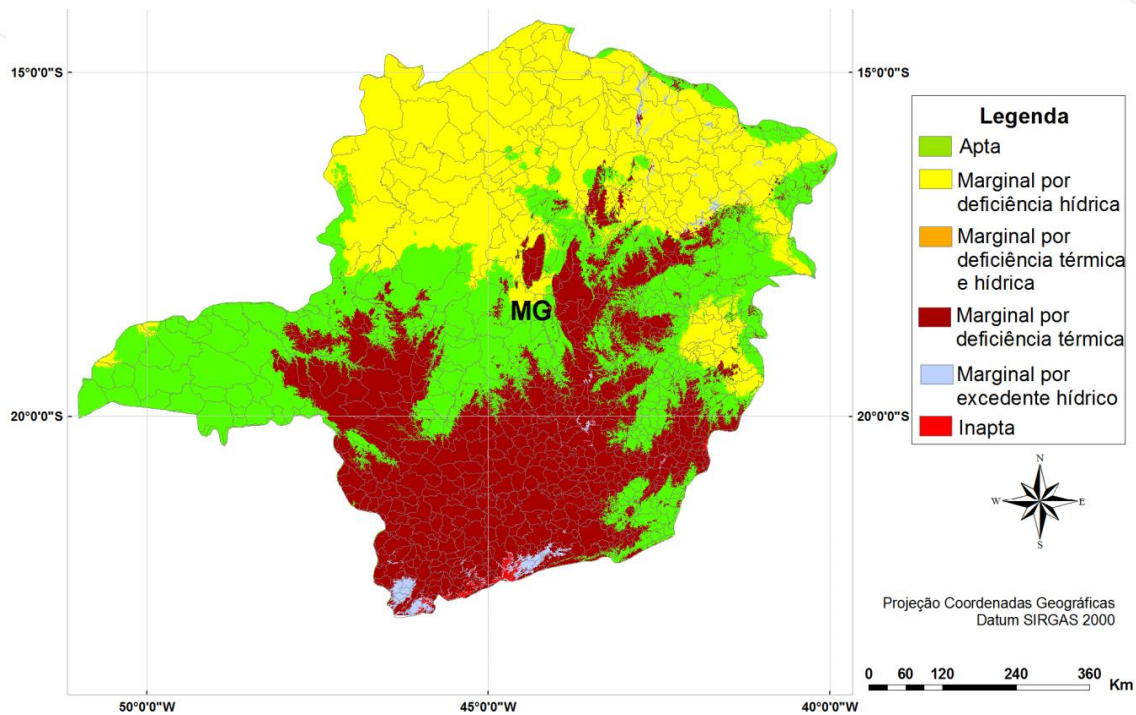 15°0'0"S
15°0'0"S
Legenda
Apta
Marginal por
deficiência hídrica
Marginal por
deficiência térmica
e hídrica
MG
Marginal por
deficiência térmica
Marginal por
excedente hídrico
20°0'0"S
20°0'0"S
Inapta
N
W
E
S
Projeção Coordenadas Geográficas
Datum SIRGAS 2000
0 60 120 240 360
Km
50°0'0"W
45°0'0"W
40°0'0"W